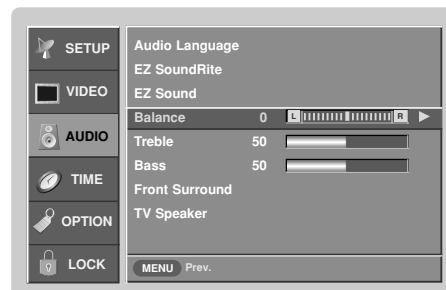 SETUP
VIDEO
AUDIO
TIME
OPTION
LOCK
Audio Language
EZ SoundRite
EZ Sound
Balance 0 L R
Treble 50
Bass 50
Front Surround
TV Speaker
MENU Prev.